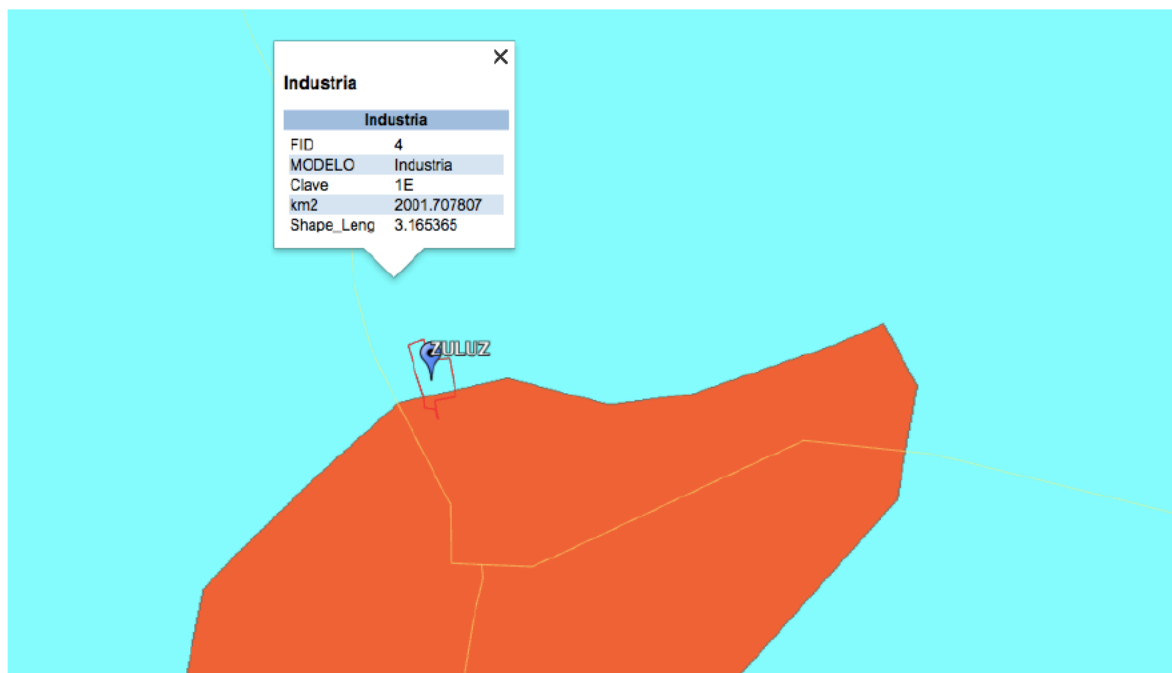 Industria
Industria
FID 4
MODELO Industria
Clave 1E
km2 2001.707807
Shape_Leng 3.165365
ZULUZ